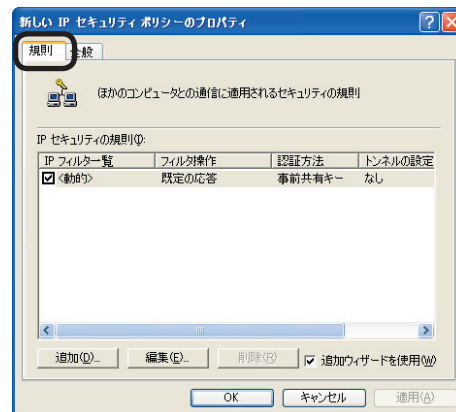 新しい IP セキュリティ ポリシーのプロパティ
規則 全般
ほかのコンピュータとの通信に適用されるセキュリティの規則
IP セキュリティの規則(I):
IP フィルタ一覧 フィルタ操作 認証方法 トンネルの設定
<動的> 既定の応答 事前共有キー なし
追加(D)... 編集(E)... 削除(R) 追加ウィザードを使用(W)
OK キャンセル 適用(A)